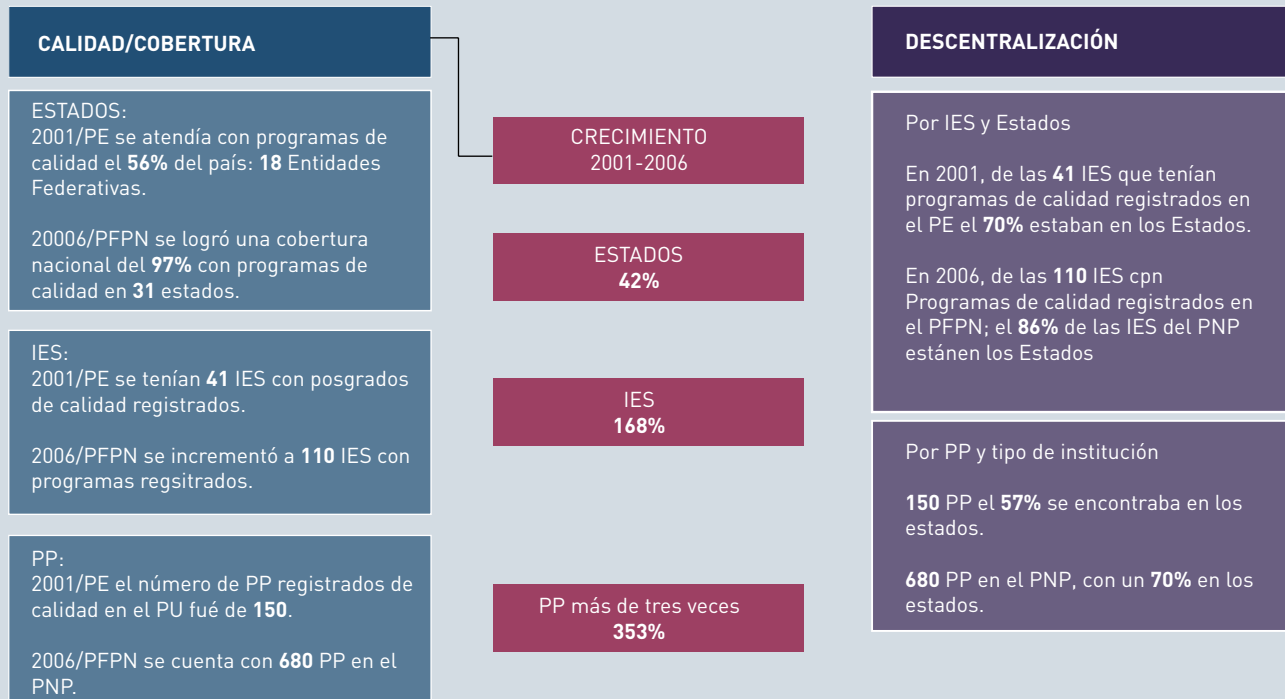 CALIDAD/COBERTURA
ESTADOS:
2001/PE se atendía con programas de
calidad el 56% del país: 18 Entidades
Federativas.
20006/PFPN se logró una cobertura
nacional del 97% con programas de
calidad en 31 estados.
IES:
2001/PE se tenían 41 IES con posgrados
de calidad registrados.
2006/PFPN se incrementó a 110 IES con
programas regsitrados.
PP:
2001/PE el número de PP registrados de
calidad en el PU fué de 150.
2006/PFPN se cuenta con 680 PP en el
PNP.
CRECIMIENTO
2001-2006
ESTADOS
42%
IES
168%
PP más de tres veces
353%
DESCENTRALIZACIÓN
Por IES y Estados
En 2001, de las 41 IES que tenían
programas de calidad registrados en
el PE el 70% estaban en los Estados.
En 2006, de las 110 IES cpn
Programas de calidad registrados en
el PFPN; el 86% de las IES del PNP
estánen los Estados
Por PP y tipo de institución
150 PP el 57% se encontraba en los
estados.
680 PP en el PNP, con un 70% en los
estados.